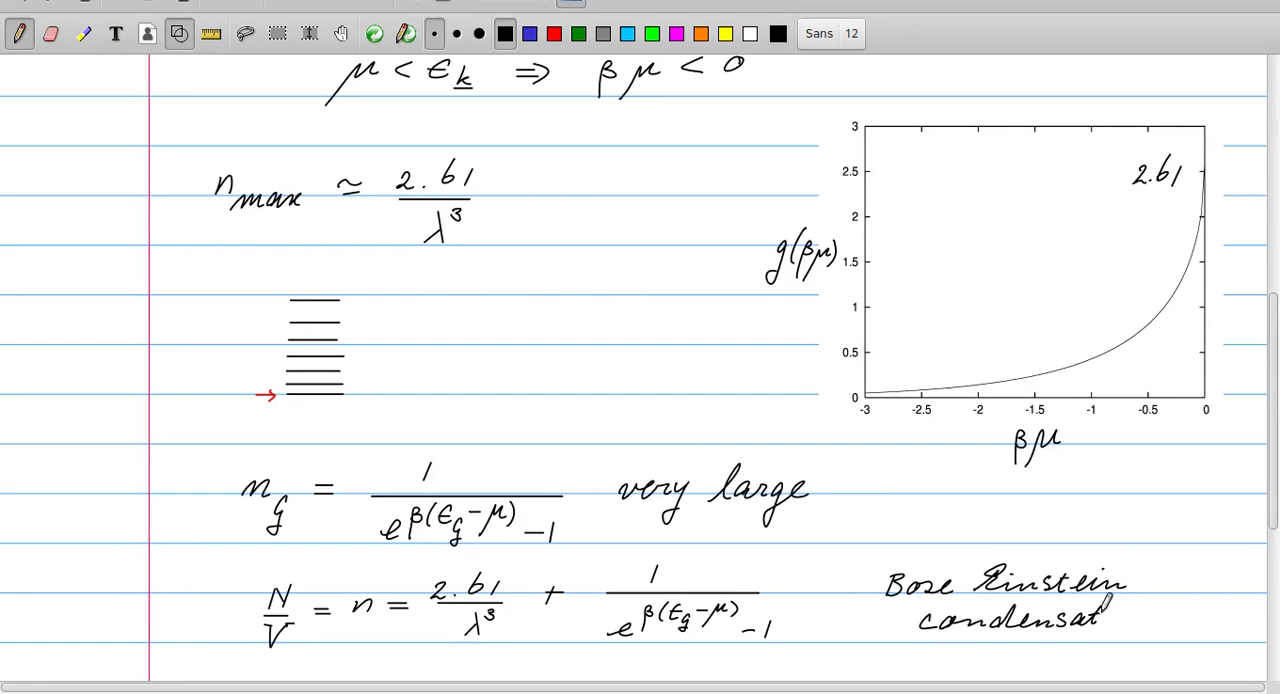 Sans 12
μ < ϵ_k ⇒ βμ < 0
n_max ≃ 2.61 / λ³
3
2.5
2
1.5
1
0.5
0
-3 -2.5 -2 -1.5 -1 -0.5 0
2.61
g(βμ)
βμ
→
n_g = 1 / (e^{β(ϵ_g - μ)} - 1) very large
N/V = n = 2.61 / λ³ + 1 / (e^{β(ϵ_g - μ)} - 1)
Bose Einstein
condensat